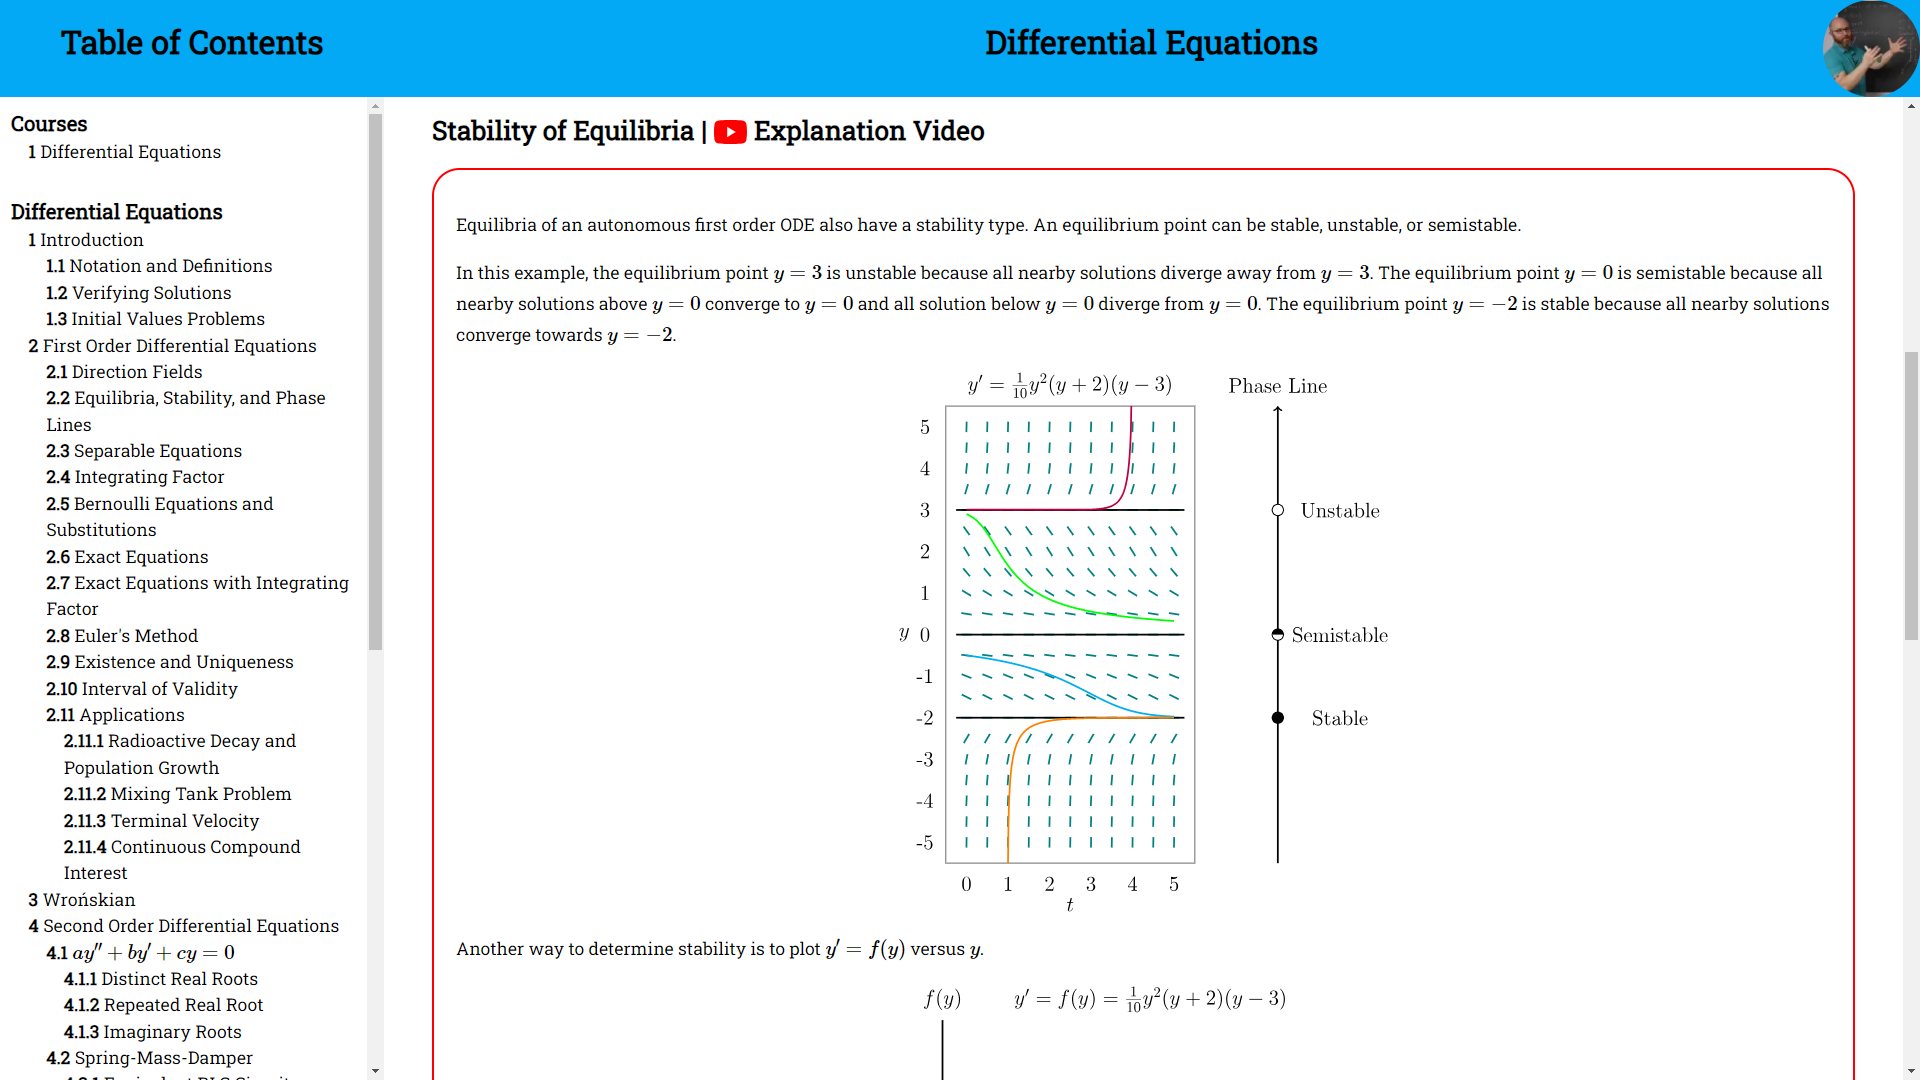 Table of Contents
Differential Equations
Courses
1 Differential Equations
Differential Equations
1 Introduction
1.1 Notation and Definitions
1.2 Verifying Solutions
1.3 Initial Values Problems
2 First Order Differential Equations
2.1 Direction Fields
2.2 Equilibria, Stability, and Phase
Lines
2.3 Separable Equations
2.4 Integrating Factor
2.5 Bernoulli Equations and
Substitutions
2.6 Exact Equations
2.7 Exact Equations with Integrating
Factor
2.8 Euler's Method
2.9 Existence and Uniqueness
2.10 Interval of Validity
2.11 Applications
2.11.1 Radioactive Decay and
Population Growth
2.11.2 Mixing Tank Problem
2.11.3 Terminal Velocity
2.11.4 Continuous Compound
Interest
3 Wrońskian
4 Second Order Differential Equations
4.1 ay″ + by′ + cy = 0
4.1.1 Distinct Real Roots
4.1.2 Repeated Real Root
4.1.3 Imaginary Roots
4.2 Spring-Mass-Damper
Stability of Equilibria | Explanation Video
Equilibria of an autonomous first order ODE also have a stability type. An equilibrium point can be stable, unstable, or semistable.
In this example, the equilibrium point y = 3 is unstable because all nearby solutions diverge away from y = 3. The equilibrium point y = 0 is semistable because all
nearby solutions above y = 0 converge to y = 0 and all solution below y = 0 diverge from y = 0. The equilibrium point y = −2 is stable because all nearby solutions
converge towards y = −2.
y′ = 1/10 y²(y + 2)(y − 3)
Phase Line
5
4
3
2
1
y 0
-1
-2
-3
-4
-5
0 1 2 3 4 5
t
Unstable
Semistable
Stable
Another way to determine stability is to plot y′ = f(y) versus y.
f(y)
y′ = f(y) = 1/10 y²(y + 2)(y − 3)